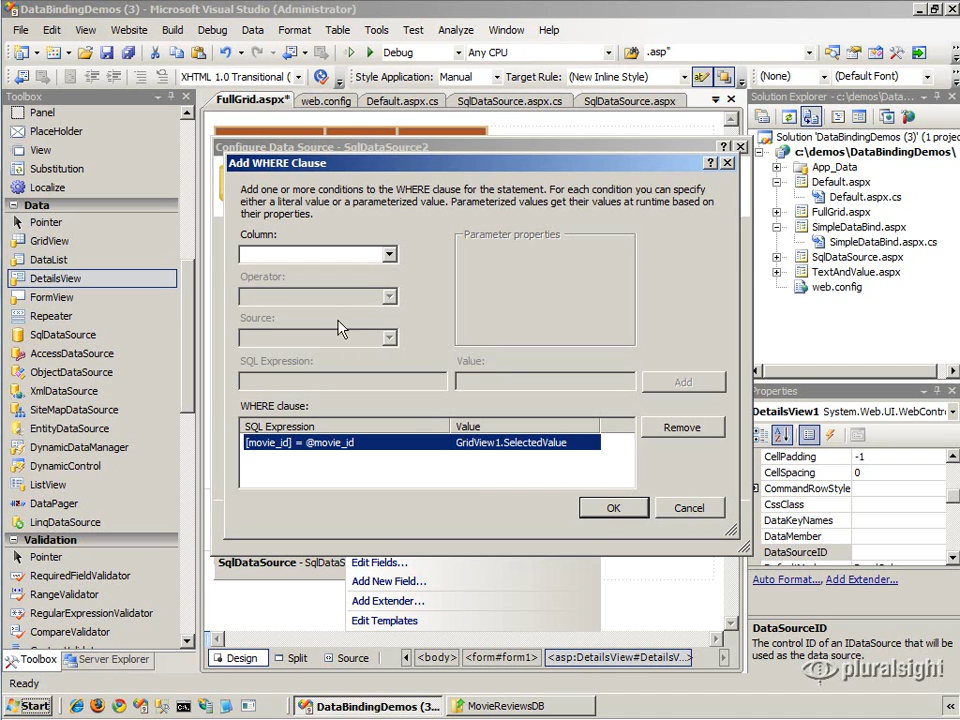 DataBindingDemos (3) - Microsoft Visual Studio (Administrator)
File Edit View Website Build Debug Data Format Table Tools Test Analyze Window Help
Debug Any CPU .asp"
XHTML 1.0 Transitional ( Style Application: Manual Target Rule: (New Inline Style) (None) (Default Font)
Toolbox
Panel
PlaceHolder
View
Substitution
Localize
Data
Pointer
GridView
DataList
DetailsView
FormView
Repeater
SqlDataSource
AccessDataSource
ObjectDataSource
XmlDataSource
SiteMapDataSource
EntityDataSource
DynamicDataManager
DynamicControl
ListView
DataPager
LinqDataSource
Validation
Pointer
RequiredFieldValidator
RangeValidator
RegularExpressionValidator
CompareValidator
Toolbox Server Explorer
FullGrid.aspx* web.config Default.aspx.cs SqlDataSource.aspx.cs SqlDataSource.aspx
Configure Data Source - SqlDataSource2
Add WHERE Clause
Add one or more conditions to the WHERE clause for the statement. For each condition you can specify
either a literal value or a parameterized value. Parameterized values get their values at runtime based on
their properties.
Column:
Parameter properties
Operator:
Source:
SQL Expression: Value:
Add
WHERE clause:
SQL Expression Value
[movie_id] = @movie_id GridView1.SelectedValue
Remove
OK Cancel
SqlDataSource - SqlDataS
Edit Fields...
Add New Field...
Add Extender...
Edit Templates
Design Split Source <body> <form#form1> <asp:DetailsView#DetailsV...>
Solution Explorer - C:\demos\Data...
Solution 'DataBindingDemos (3)' (1 projec
c:\demos\DataBindingDemos\
App_Data
Default.aspx
Default.aspx.cs
FullGrid.aspx
SimpleDataBind.aspx
SimpleDataBind.aspx.cs
SqlDataSource.aspx
TextAndValue.aspx
web.config
Properties
DetailsView1 System.Web.UI.WebContro
CellPadding -1
CellSpacing 0
CommandRowStyle
CssClass
DataKeyNames
DataMember
DataSourceID
Auto Format..., Add Extender...
DataSourceID
The control ID of an IDataSource that will be
used as the data source.
pluralsight
Ready
Start DataBindingDemos (3... MovieReviewsDB